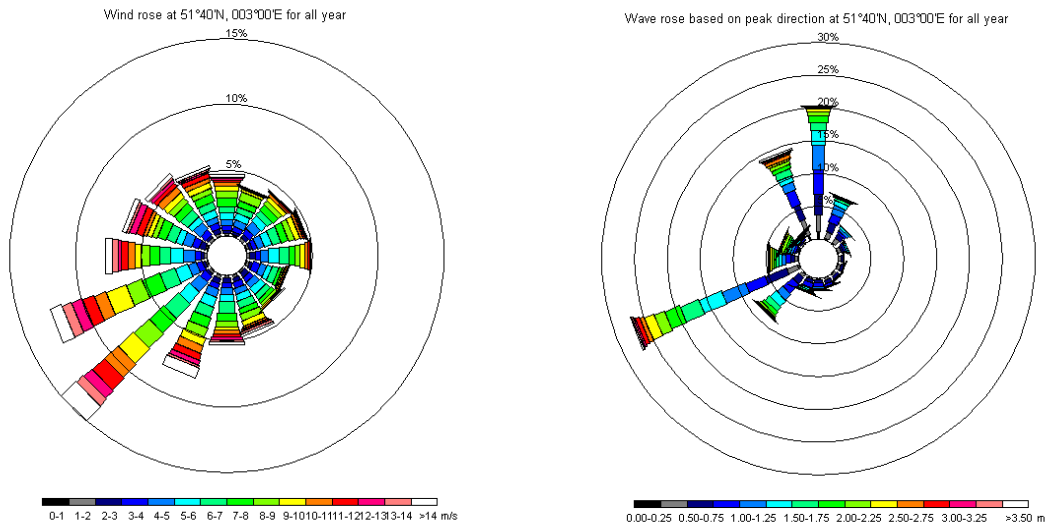 Wind rose at 51°40'N, 003°00'E for all year
15%
10%
5%
0-1 1-2 2-3 3-4 4-5 5-6 6-7 7-8 8-9 9-10 10-11 11-12 12-13 13-14 >14 m/s
Wave rose based on peak direction at 51°40'N, 003°00'E for all year
30%
25%
20%
15%
10%
%
0.00-0.25 0.50-0.75 1.00-1.25 1.50-1.75 2.00-2.25 2.50-2.75 3.00-3.25 >3.50 m